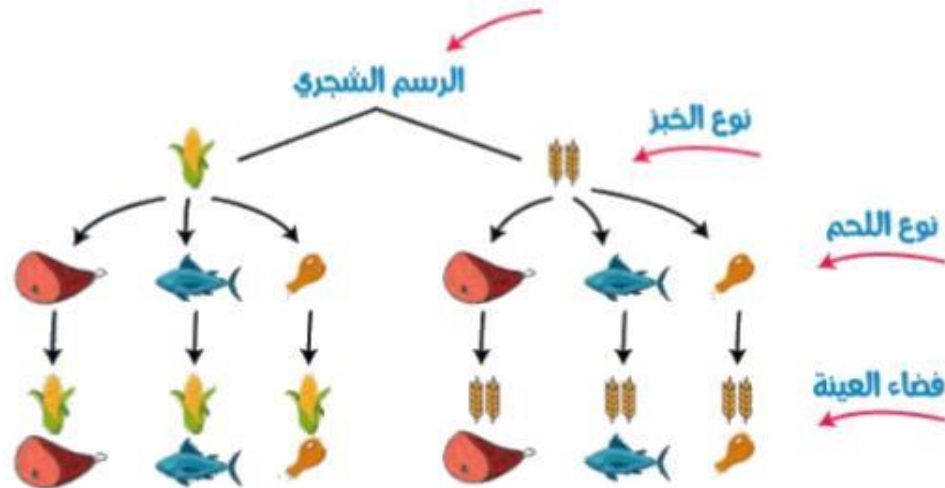 الرسم الشجري
نوع الخبز
نوع اللحم
فضاء العينة